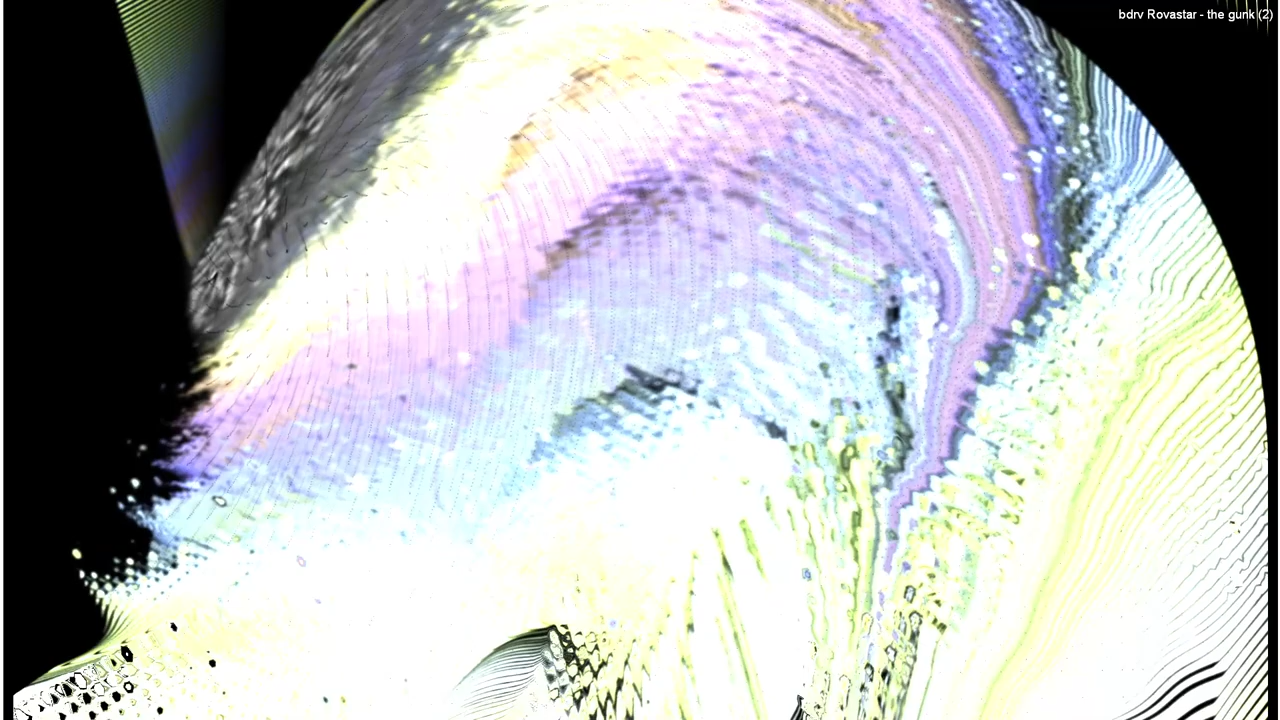 bdrv Rovastar - the gunk (2)